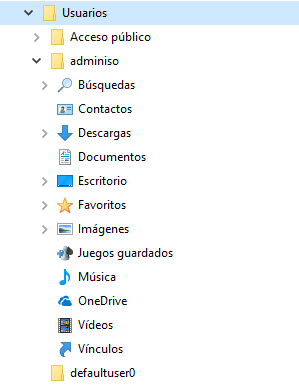 Usuarios
Acceso público
adminiso
Búsquedas
Contactos
Descargas
Documentos
Escritorio
Favoritos
Imágenes
Juegos guardados
Música
OneDrive
Vídeos
Vínculos
defaultuser0